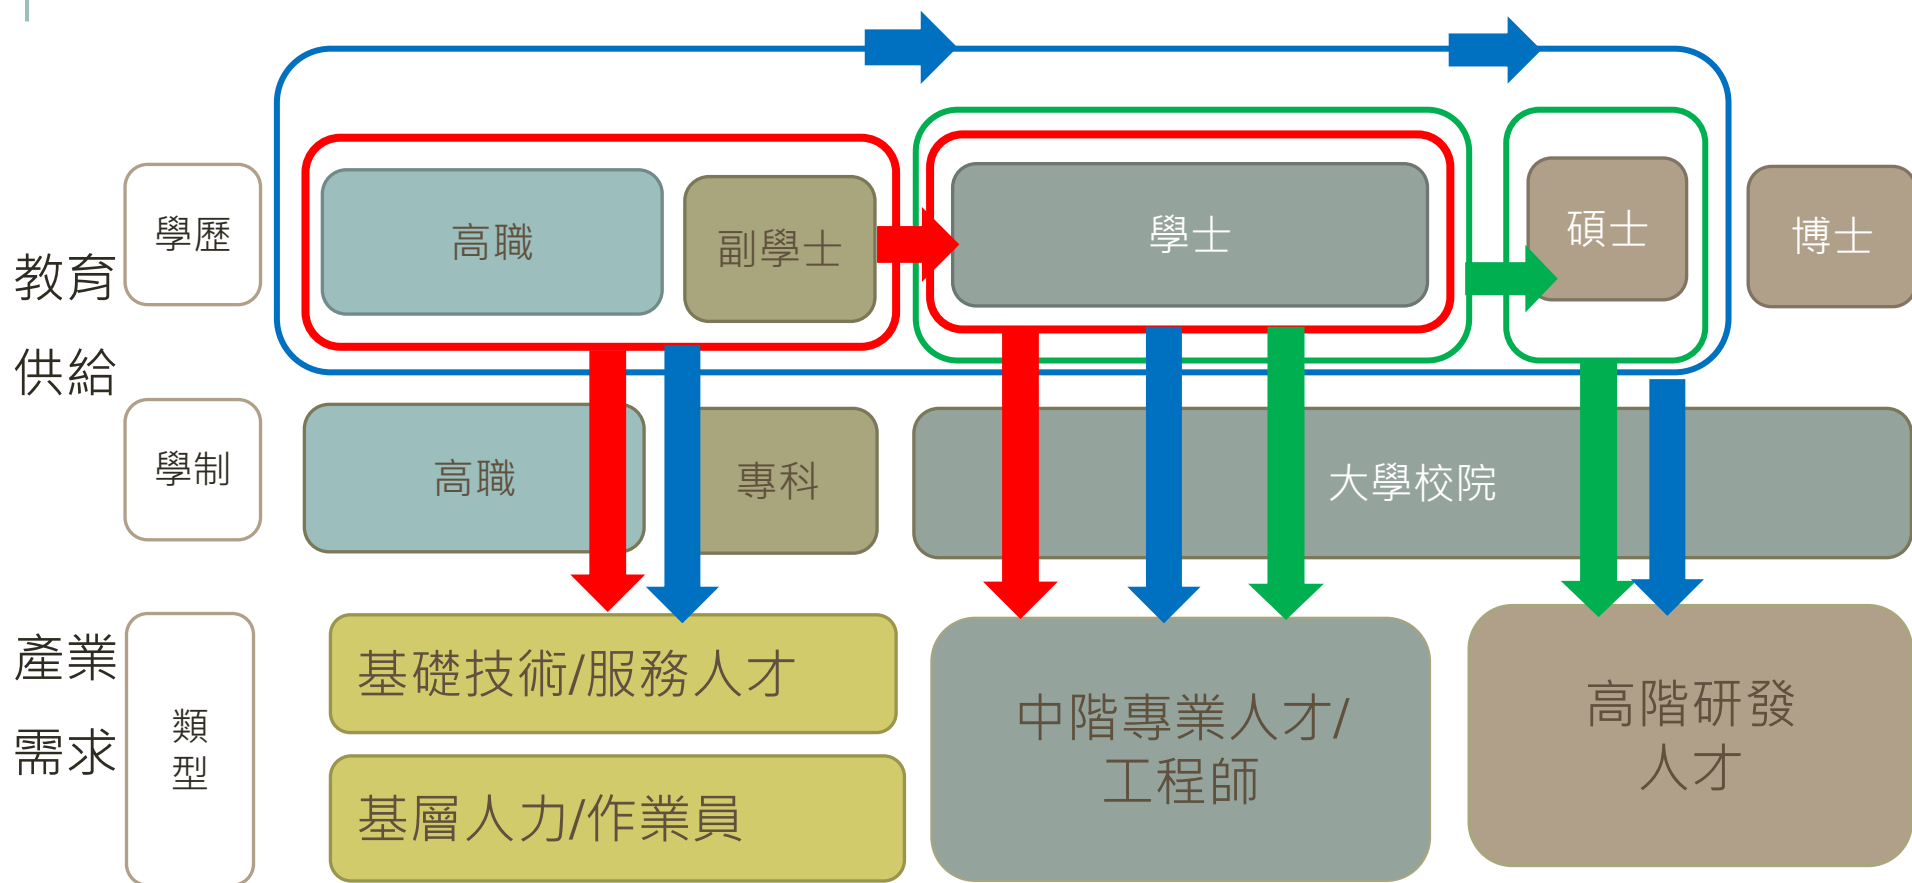 教育
供給
學歷
高職
副學士
學士
碩士
博士
學制
高職
專科
大學校院
產業
需求
類
型
基礎技術/服務人才
基層人力/作業員
中階專業人才/
工程師
高階研發
人才